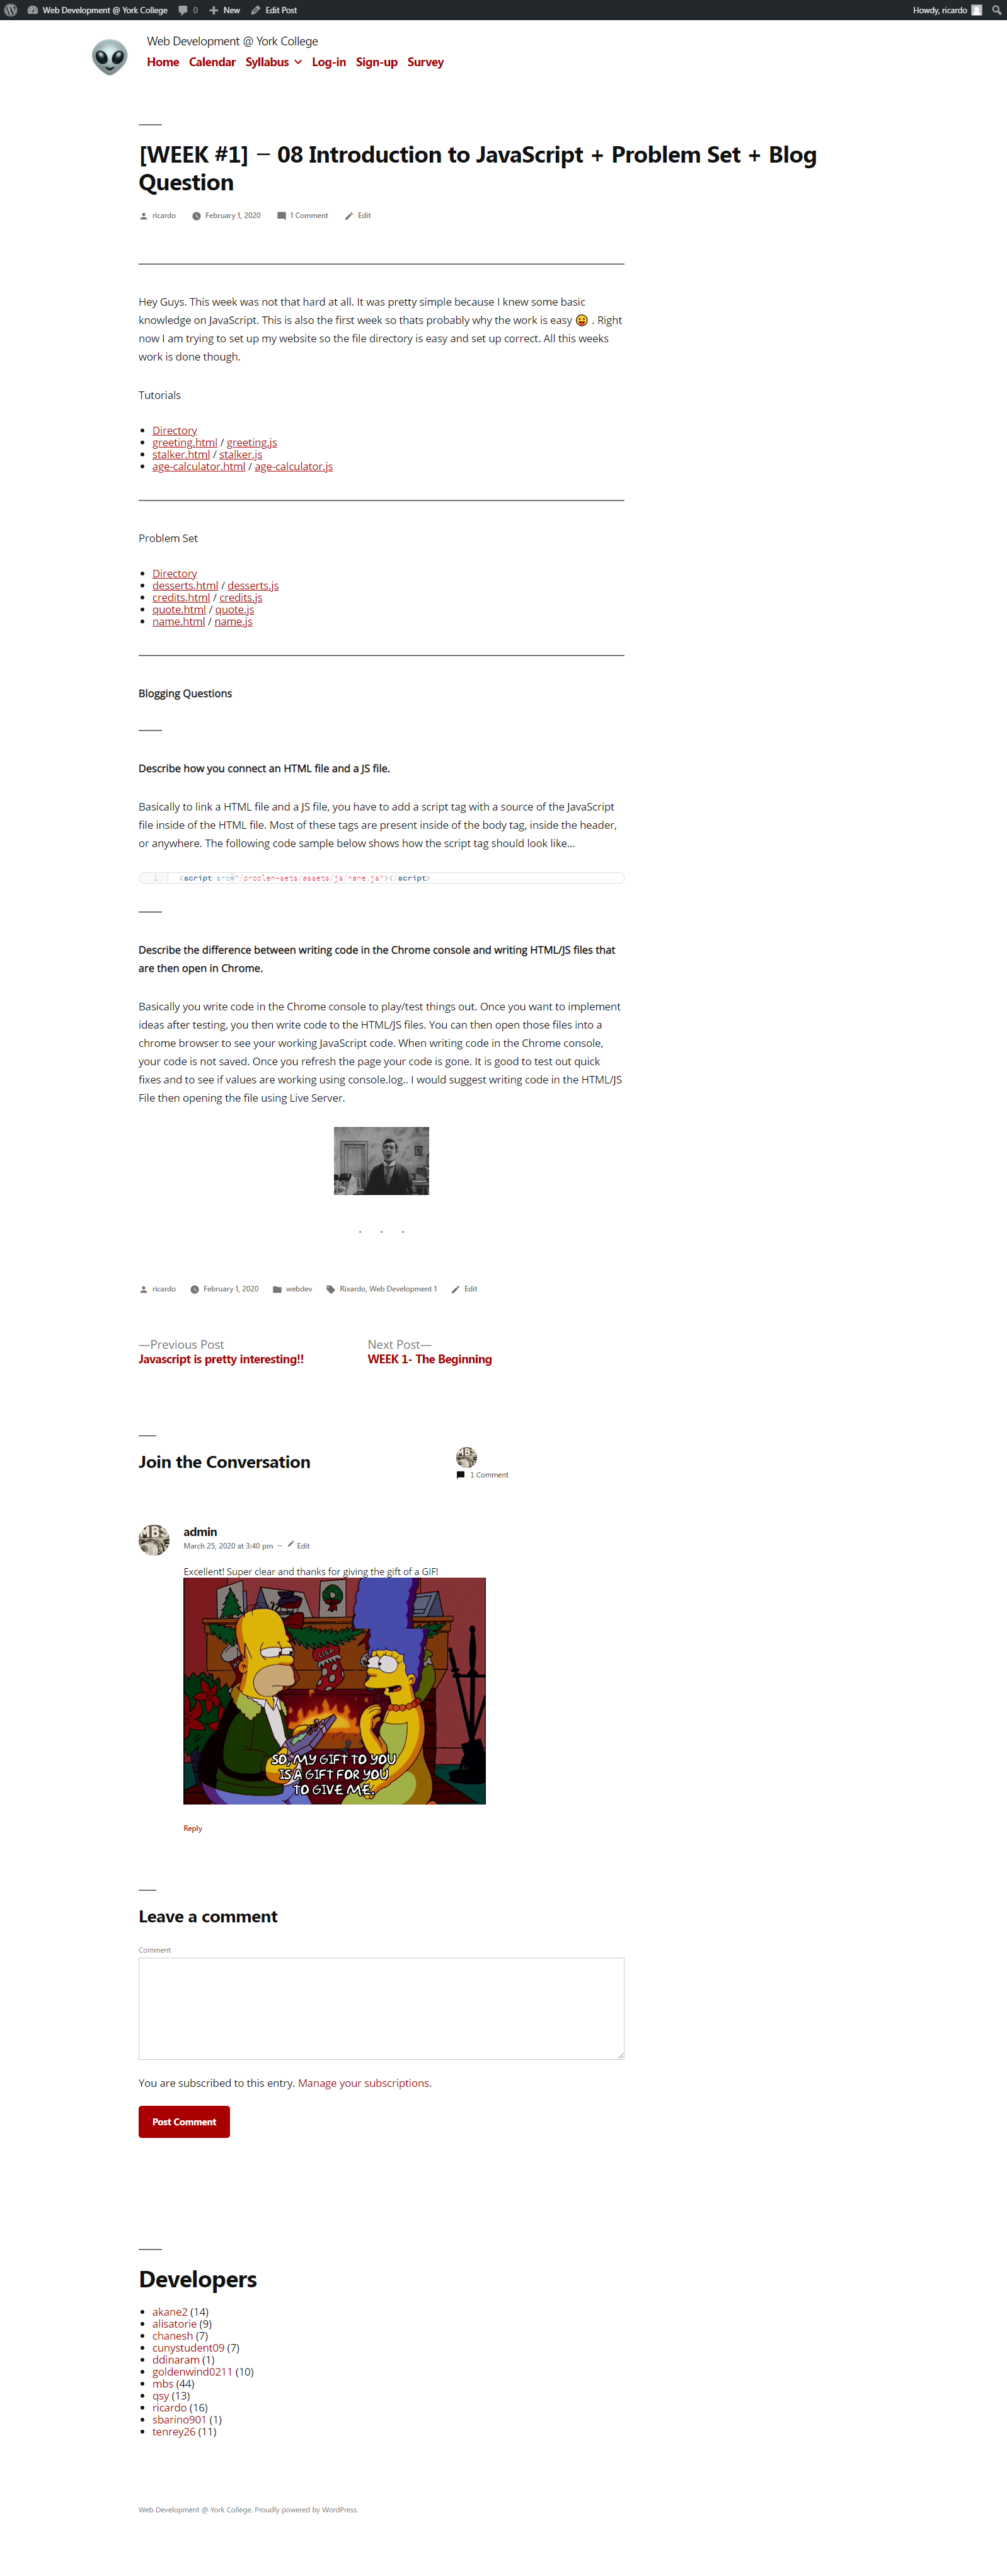 Web Development @ York College 0 New Edit Post Howdy, ricardo
Web Development @ York College
Home Calendar Syllabus Log-in Sign-up Survey
[WEEK #1] – 08 Introduction to JavaScript + Problem Set + Blog
Question
ricardo February 1, 2020 1 Comment Edit
Hey Guys. This week was not that hard at all. It was pretty simple because I knew some basic
knowledge on JavaScript. This is also the first week so thats probably why the work is easy 😛 . Right
now I am trying to set up my website so the file directory is easy and set up correct. All this weeks
work is done though.
Tutorials
Directory
greeting.html / greeting.js
stalker.html / stalker.js
age-calculator.html / age-calculator.js
Problem Set
Directory
desserts.html / desserts.js
credits.html / credits.js
quote.html / quote.js
name.html / name.js
Blogging Questions
Describe how you connect an HTML file and a JS file.
Basically to link a HTML file and a JS file, you have to add a script tag with a source of the JavaScript
file inside of the HTML file. Most of these tags are present inside of the body tag, inside the header,
or anywhere. The following code sample below shows how the script tag should look like…
1. <script src="/problem-sets/assets/js/name.js"></script>
Describe the difference between writing code in the Chrome console and writing HTML/JS files that
are then open in Chrome.
Basically you write code in the Chrome console to play/test things out. Once you want to implement
ideas after testing, you then write code to the HTML/JS files. You can then open those files into a
chrome browser to see your working JavaScript code. When writing code in the Chrome console,
your code is not saved. Once you refresh the page your code is gone. It is good to test out quick
fixes and to see if values are working using console.log.. I would suggest writing code in the HTML/JS
File then opening the file using Live Server.
. . .
ricardo February 1, 2020 webdev Rixardo, Web Development 1 Edit
—Previous Post Next Post—
Javascript is pretty interesting!! WEEK 1- The Beginning
Join the Conversation
1 Comment
MBS
admin
March 25, 2020 at 3:40 pm – Edit
Excellent! Super clear and thanks for giving the gift of a GIF!
LISA
SO, MY GIFT TO YOU
IS A GIFT FOR YOU
TO GIVE ME.
Reply
Leave a comment
Comment
You are subscribed to this entry. Manage your subscriptions.
Post Comment
Developers
akane2 (14)
alisatorie (9)
chanesh (7)
cunystudent09 (7)
ddinaram (1)
goldenwind0211 (10)
mbs (44)
qsy (13)
ricardo (16)
sbarino901 (1)
tenrey26 (11)
Web Development @ York College, Proudly powered by WordPress.